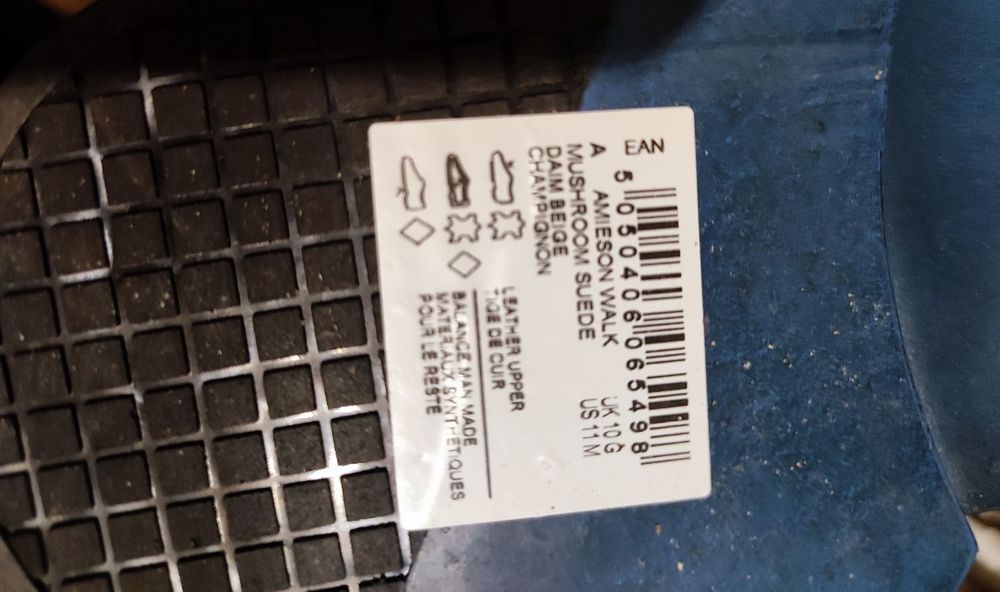 EAN
5 050406 065498
A AMIESON WALK UK 10 G
MUSHROOM SUEDE US 11 M
DAIM BEIGE
CHAMPIGNON
LEATHER UPPER
TIGE DE CUIR
BALANCE MAN MADE
MATERIAUX SYNTHETIQUES
POUR LE RESTE